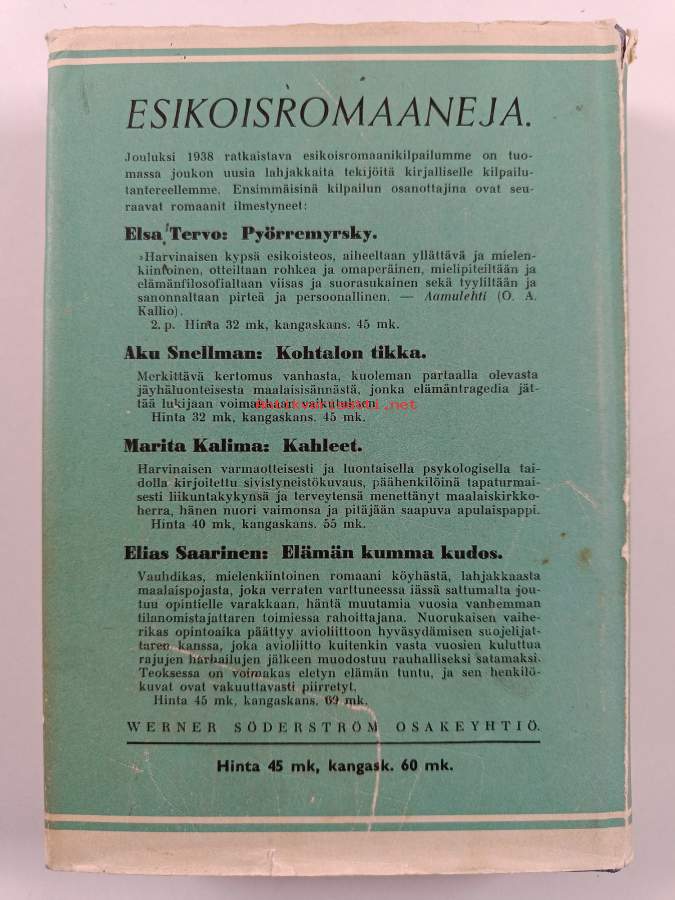 ESIKOISROMAANEJA.
Jouluksi 1938 ratkaistava esikoisromaanikilpailumme on tuo-
massa joukon uusia lahjakkaita tekijöitä kirjalliselle kilpailu-
tantereellemme. Ensimmäisinä kilpailun osanottajina ovat seu-
raavat romaanit ilmestyneet:
Elsa Tervo: Pyörremyrsky.
»Harvinaisen kypsä esikoisteos, aiheeltaan yllättävä ja mielen-
kiintoinen, otteiltaan rohkea ja omaperäinen, mielipiteiltään ja
elämänfilosofialtaan viisas ja suorasukainen sekä tyyliltään ja
sanonnaltaan pirteä ja persoonallinen. — Aamulehti (O. A.
Kallio).
2. p. Hinta 32 mk, kangaskans. 45 mk.
Aku Snellman: Kohtalon tikka.
Merkittävä kertomus vanhasta, kuoleman partaalla olevasta
jäyhäluonteisesta maalaisisännästä, jonka elämäntragedia jät-
tää lukijaan voimakkaan vaikutuksen.
antikvariaatti.net
Hinta 32 mk, kangaskans. 45 mk.
Marita Kalima: Kahleet.
Harvinaisen varmaotteisesti ja luontaisella psykologisella tai-
dolla kirjoitettu sivistyneistökuvaus, päähenkilöinä tapaturmai-
sesti liikuntakykynsä ja terveytensä menettänyt maalaiskirkko-
herra, hänen nuori vaimonsa ja pitäjään saapuva apulaispappi.
Hinta 40 mk, kangaskans. 55 mk.
Elias Saarinen: Elämän kumma kudos.
Vauhdikas, mielenkiintoinen romaani köyhästä, lahjakkaasta
maalaispojasta, joka verraten varttuneessa iässä sattumalta jou-
tuu opintielle varakkaan, häntä muutamia vuosia vanhemman
tilanomistajattaren toimiessa rahoittajana. Nuorukaisen vaihe-
rikas opintoaika päättyy avioliittoon hyväsydämisen suojelijat-
taren kanssa, joka avioliitto kuitenkin vasta vuosien kuluttua
rajujen harhailujen jälkeen muodostuu rauhalliseksi satamaksi.
Teoksessa on voimakas eletyn elämän tuntu, ja sen henkilö-
kuvat ovat vakuuttavasti piirretyt.
Hinta 45 mk, kangaskans. 60 mk.
WERNER SÖDERSTRÖM OSAKEYHTIÖ.
Hinta 45 mk, kangask. 60 mk.